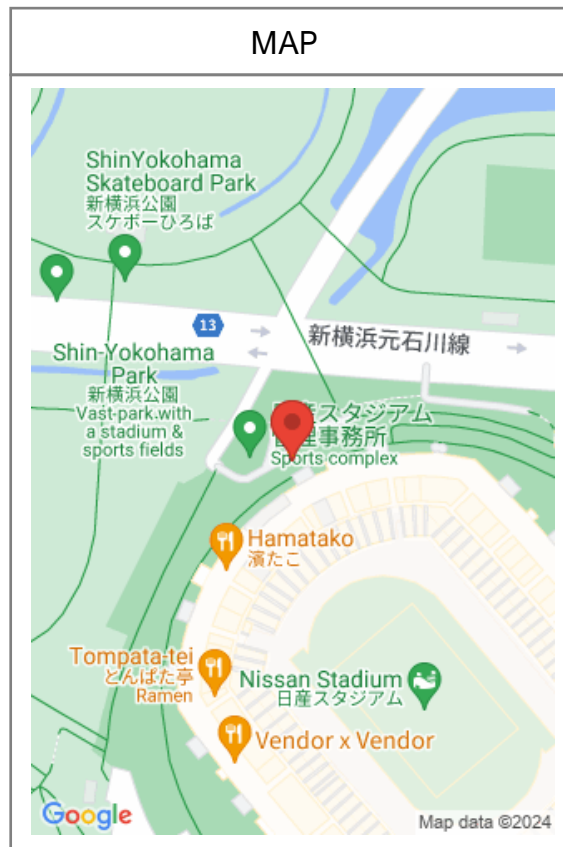 MAP
ShinYokohama
Skateboard Park
新横浜公園
スケボーひろば
13
新横浜元石川線
Shin-Yokohama
Park
新横浜公園
Vast park with
a stadium &
sports fields
産スタジアム
理事務所
Sports complex
Hamatako
濱たこ
Tompata-tei
とんぱた亭
Ramen
Nissan Stadium
日産スタジアム
Vendor x Vendor
Google
Map data ©2024